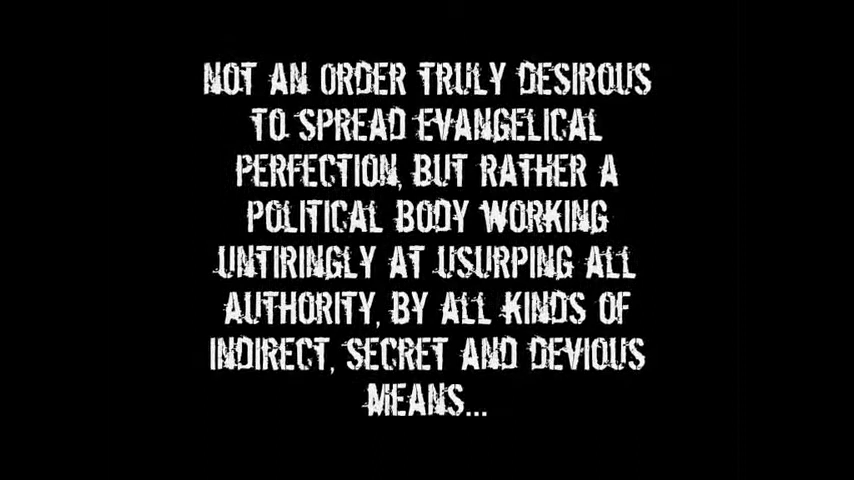 NOT AN ORDER TRULY DESIROUS
TO SPREAD EVANGELICAL
PERFECTION, BUT RATHER A
POLITICAL BODY WORKING
UNTIRINGLY AT USURPING ALL
AUTHORITY, BY ALL KINDS OF
INDIRECT, SECRET AND DEVIOUS
MEANS...